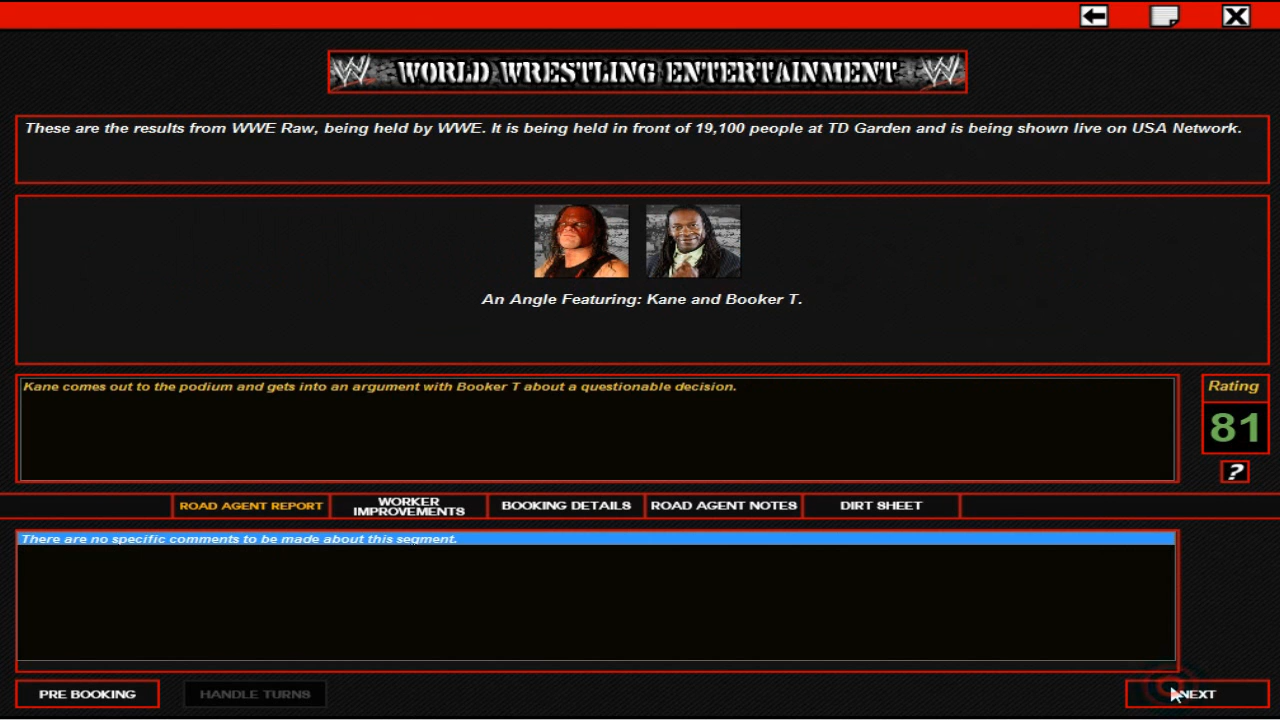 WORLD WRESTLING ENTERTAINMENT
These are the results from WWE Raw, being held by WWE. It is being held in front of 19,100 people at TD Garden and is being shown live on USA Network.
An Angle Featuring: Kane and Booker T.
Kane comes out to the podium and gets into an argument with Booker T about a questionable decision.
Rating
81
?
ROAD AGENT REPORT
WORKER
IMPROVEMENTS
BOOKING DETAILS
ROAD AGENT NOTES
DIRT SHEET
There are no specific comments to be made about this segment.
PRE BOOKING
HANDLE TURNS
NEXT